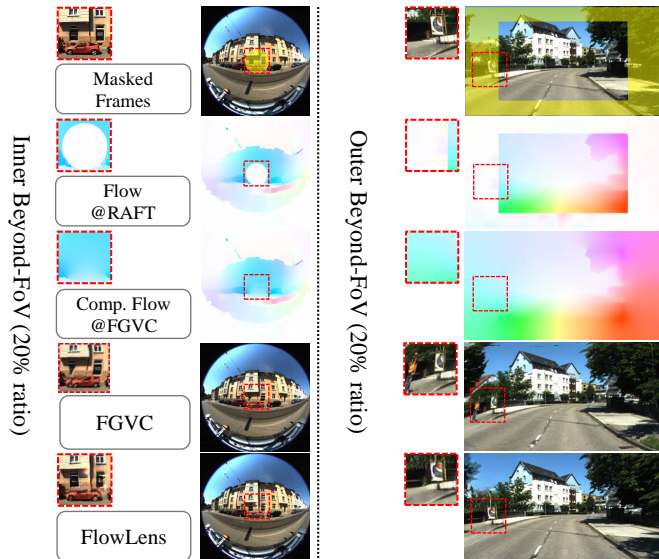 Inner Beyond-FoV (20% ratio)
Masked
Frames
Flow
@RAFT
Comp. Flow
@FGVC
FGVC
FlowLens
Outer Beyond-FoV (20% ratio)